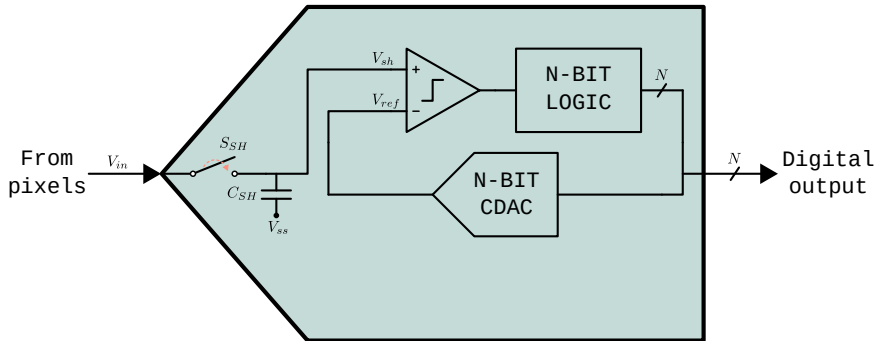 From
pixels
V_in
S_SH
C_SH
V_ss
V_sh
V_ref
+
−
N-BIT
LOGIC
N
N-BIT
CDAC
N
Digital
output